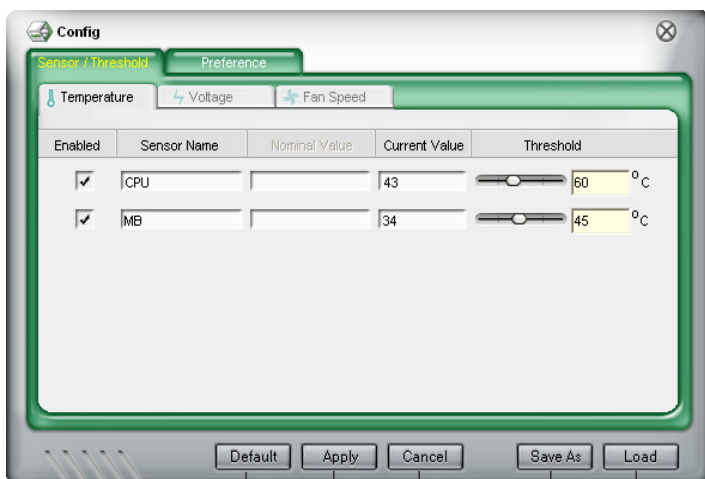 Config
Sensor / Threshold Preference
Temperature Voltage Fan Speed
Enabled Sensor Name Nominal Value Current Value Threshold
CPU 43 60 °C
MB 34 45 °C
Default Apply Cancel Save As Load